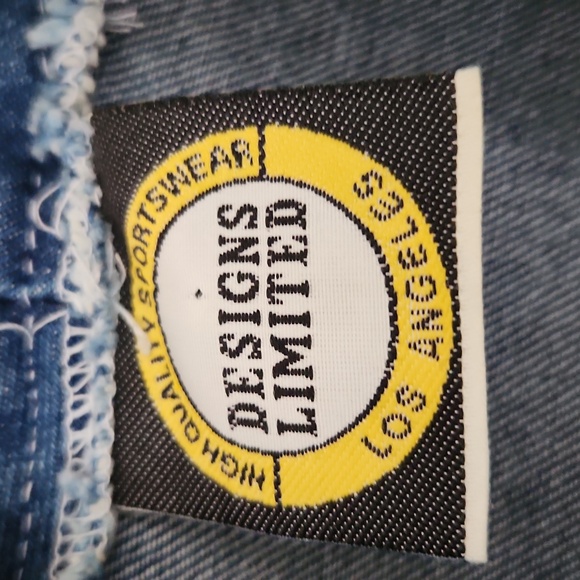 HIGH QUALITY SPORTSWEAR
DESIGNS
LIMITED
LOS ANGELES